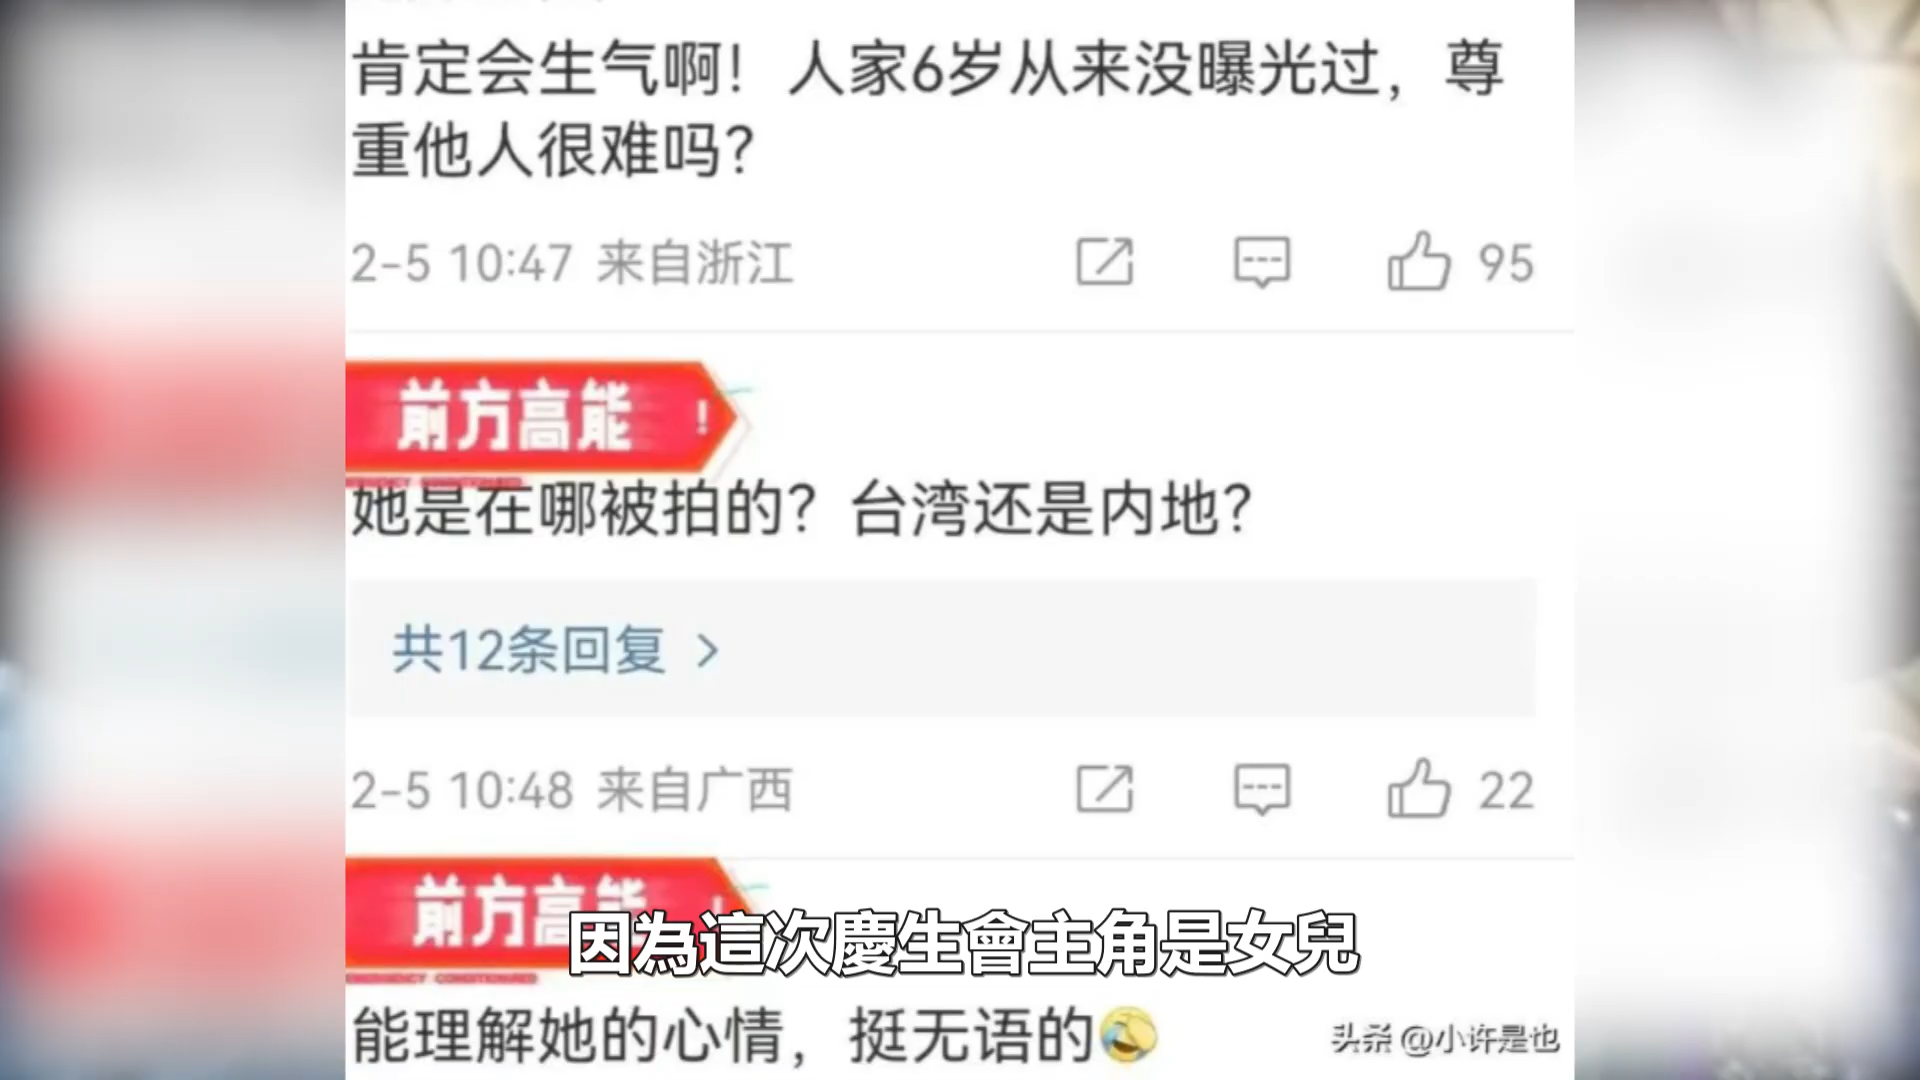 肯定会生气啊！人家6岁从来没曝光过，尊
重他人很难吗？
2-5 10:47 来自浙江
95
前方高能！
她是在哪被拍的？台湾还是内地？
共12条回复 >
2-5 10:48 来自广西
22
前方高能！
因為這次慶生會主角是女兒
能理解她的心情，挺无语的🤣
头条 @小许是也